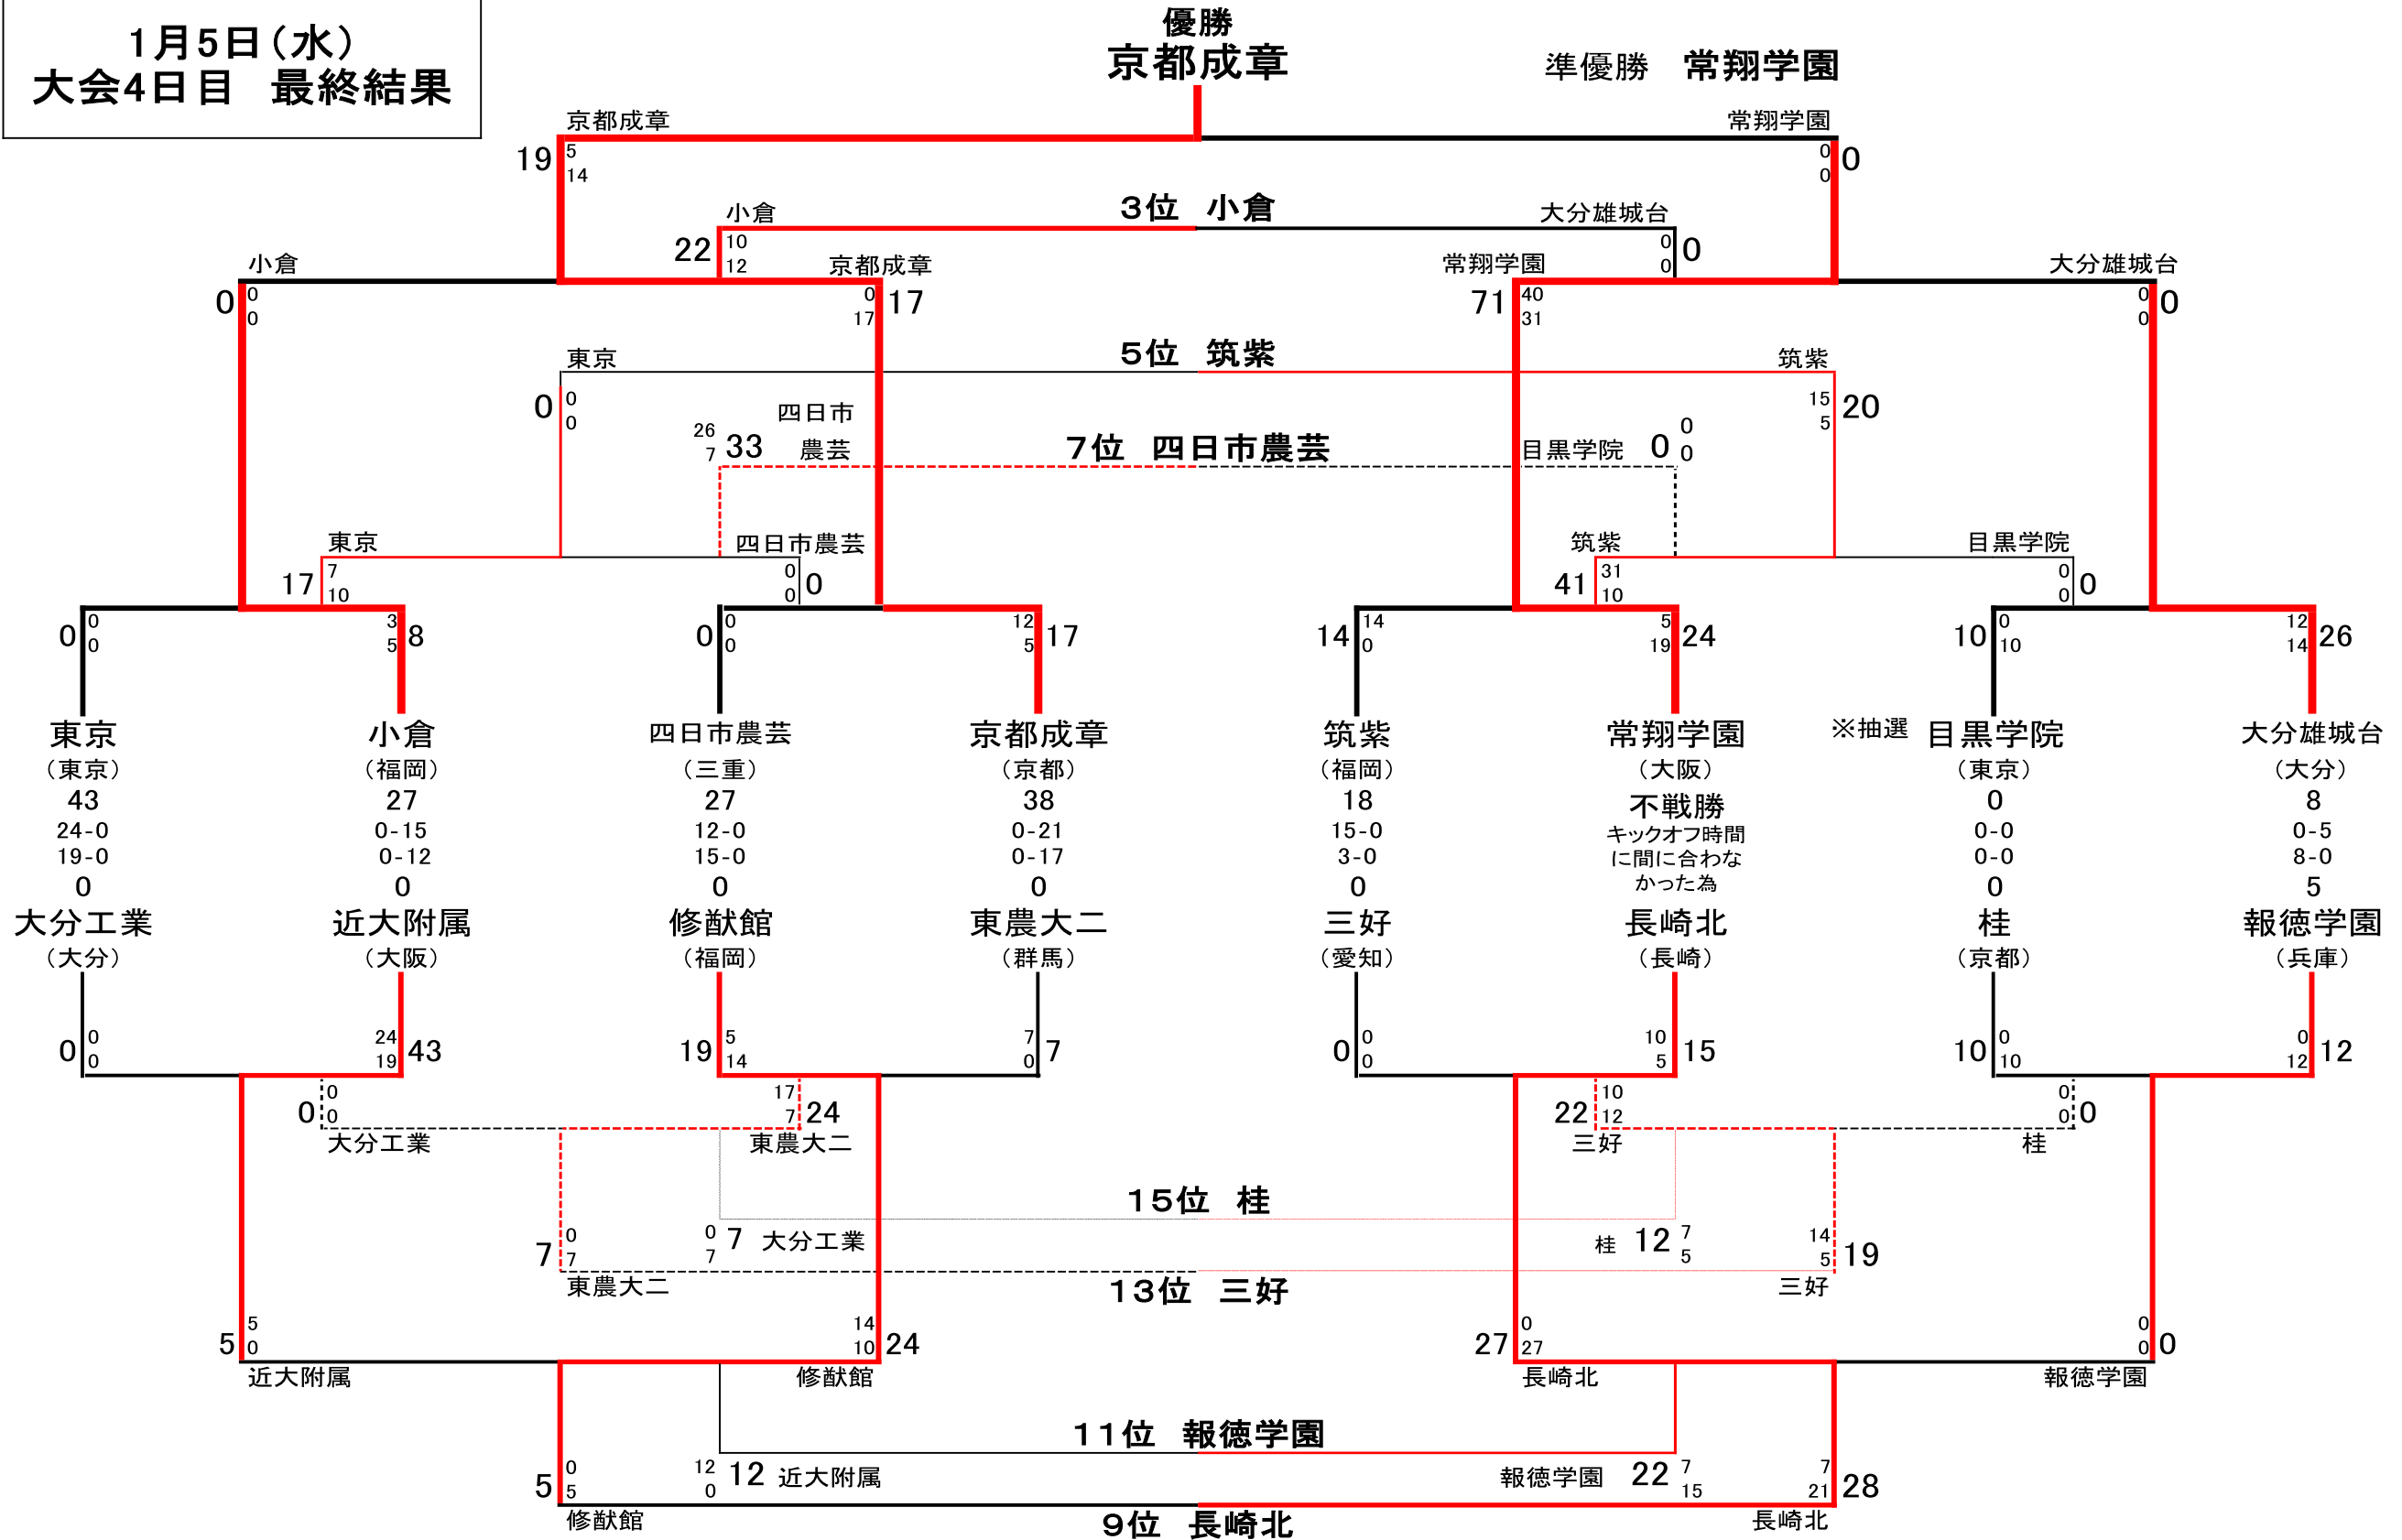 1月5日(水)
大会4日目　最終結果
優勝
京都成章
準優勝　常翔学園
京都成章
常翔学園
19
5
14
0
0
0
3位　小倉
小倉
大分雄城台
22
10
12
0
0
0
小倉
京都成章
常翔学園
大分雄城台
0
0
0
0
17
17
71
40
31
0
0
0
5位　筑紫
東京
筑紫
0
0
0
15
5
20
四日市
農芸
26
7
33
7位　四日市農芸
目黒学院
0
0
0
東京
四日市農芸
筑紫
目黒学院
17
7
10
0
0
0
41
31
10
0
0
0
0
0
0
3
5
8
0
0
0
12
5
17
14
14
0
5
19
24
10
0
10
12
14
26
東京
小倉
四日市農芸
京都成章
筑紫
常翔学園
※抽選
目黒学院
大分雄城台
(東京)
(福岡)
(三重)
(京都)
(福岡)
(大阪)
(東京)
(大分)
43
27
27
38
18
不戦勝
0
8
24-0
0-15
12-0
0-21
15-0
キックオフ時間
0-0
0-5
19-0
0-12
15-0
0-17
3-0
に間に合わな
0-0
8-0
0
0
0
0
0
かった為
0
5
大分工業
近大附属
修猷館
東農大二
三好
長崎北
桂
報徳学園
(大分)
(大阪)
(福岡)
(群馬)
(愛知)
(長崎)
(京都)
(兵庫)
0
0
0
24
19
43
19
5
14
7
0
7
0
0
0
10
5
15
10
0
10
0
12
12
0
0
0
17
7
24
22
10
12
0
0
0
大分工業
東農大二
三好
桂
15位　桂
7
0
7
0
7
7
大分工業
桂
12
7
5
14
5
19
東農大二
13位　三好
三好
5
5
0
14
10
24
27
0
27
0
0
0
近大附属
修猷館
長崎北
報徳学園
11位　報徳学園
5
0
5
12
0
12
近大附属
報徳学園
22
7
15
7
21
28
修猷館
9位　長崎北
長崎北